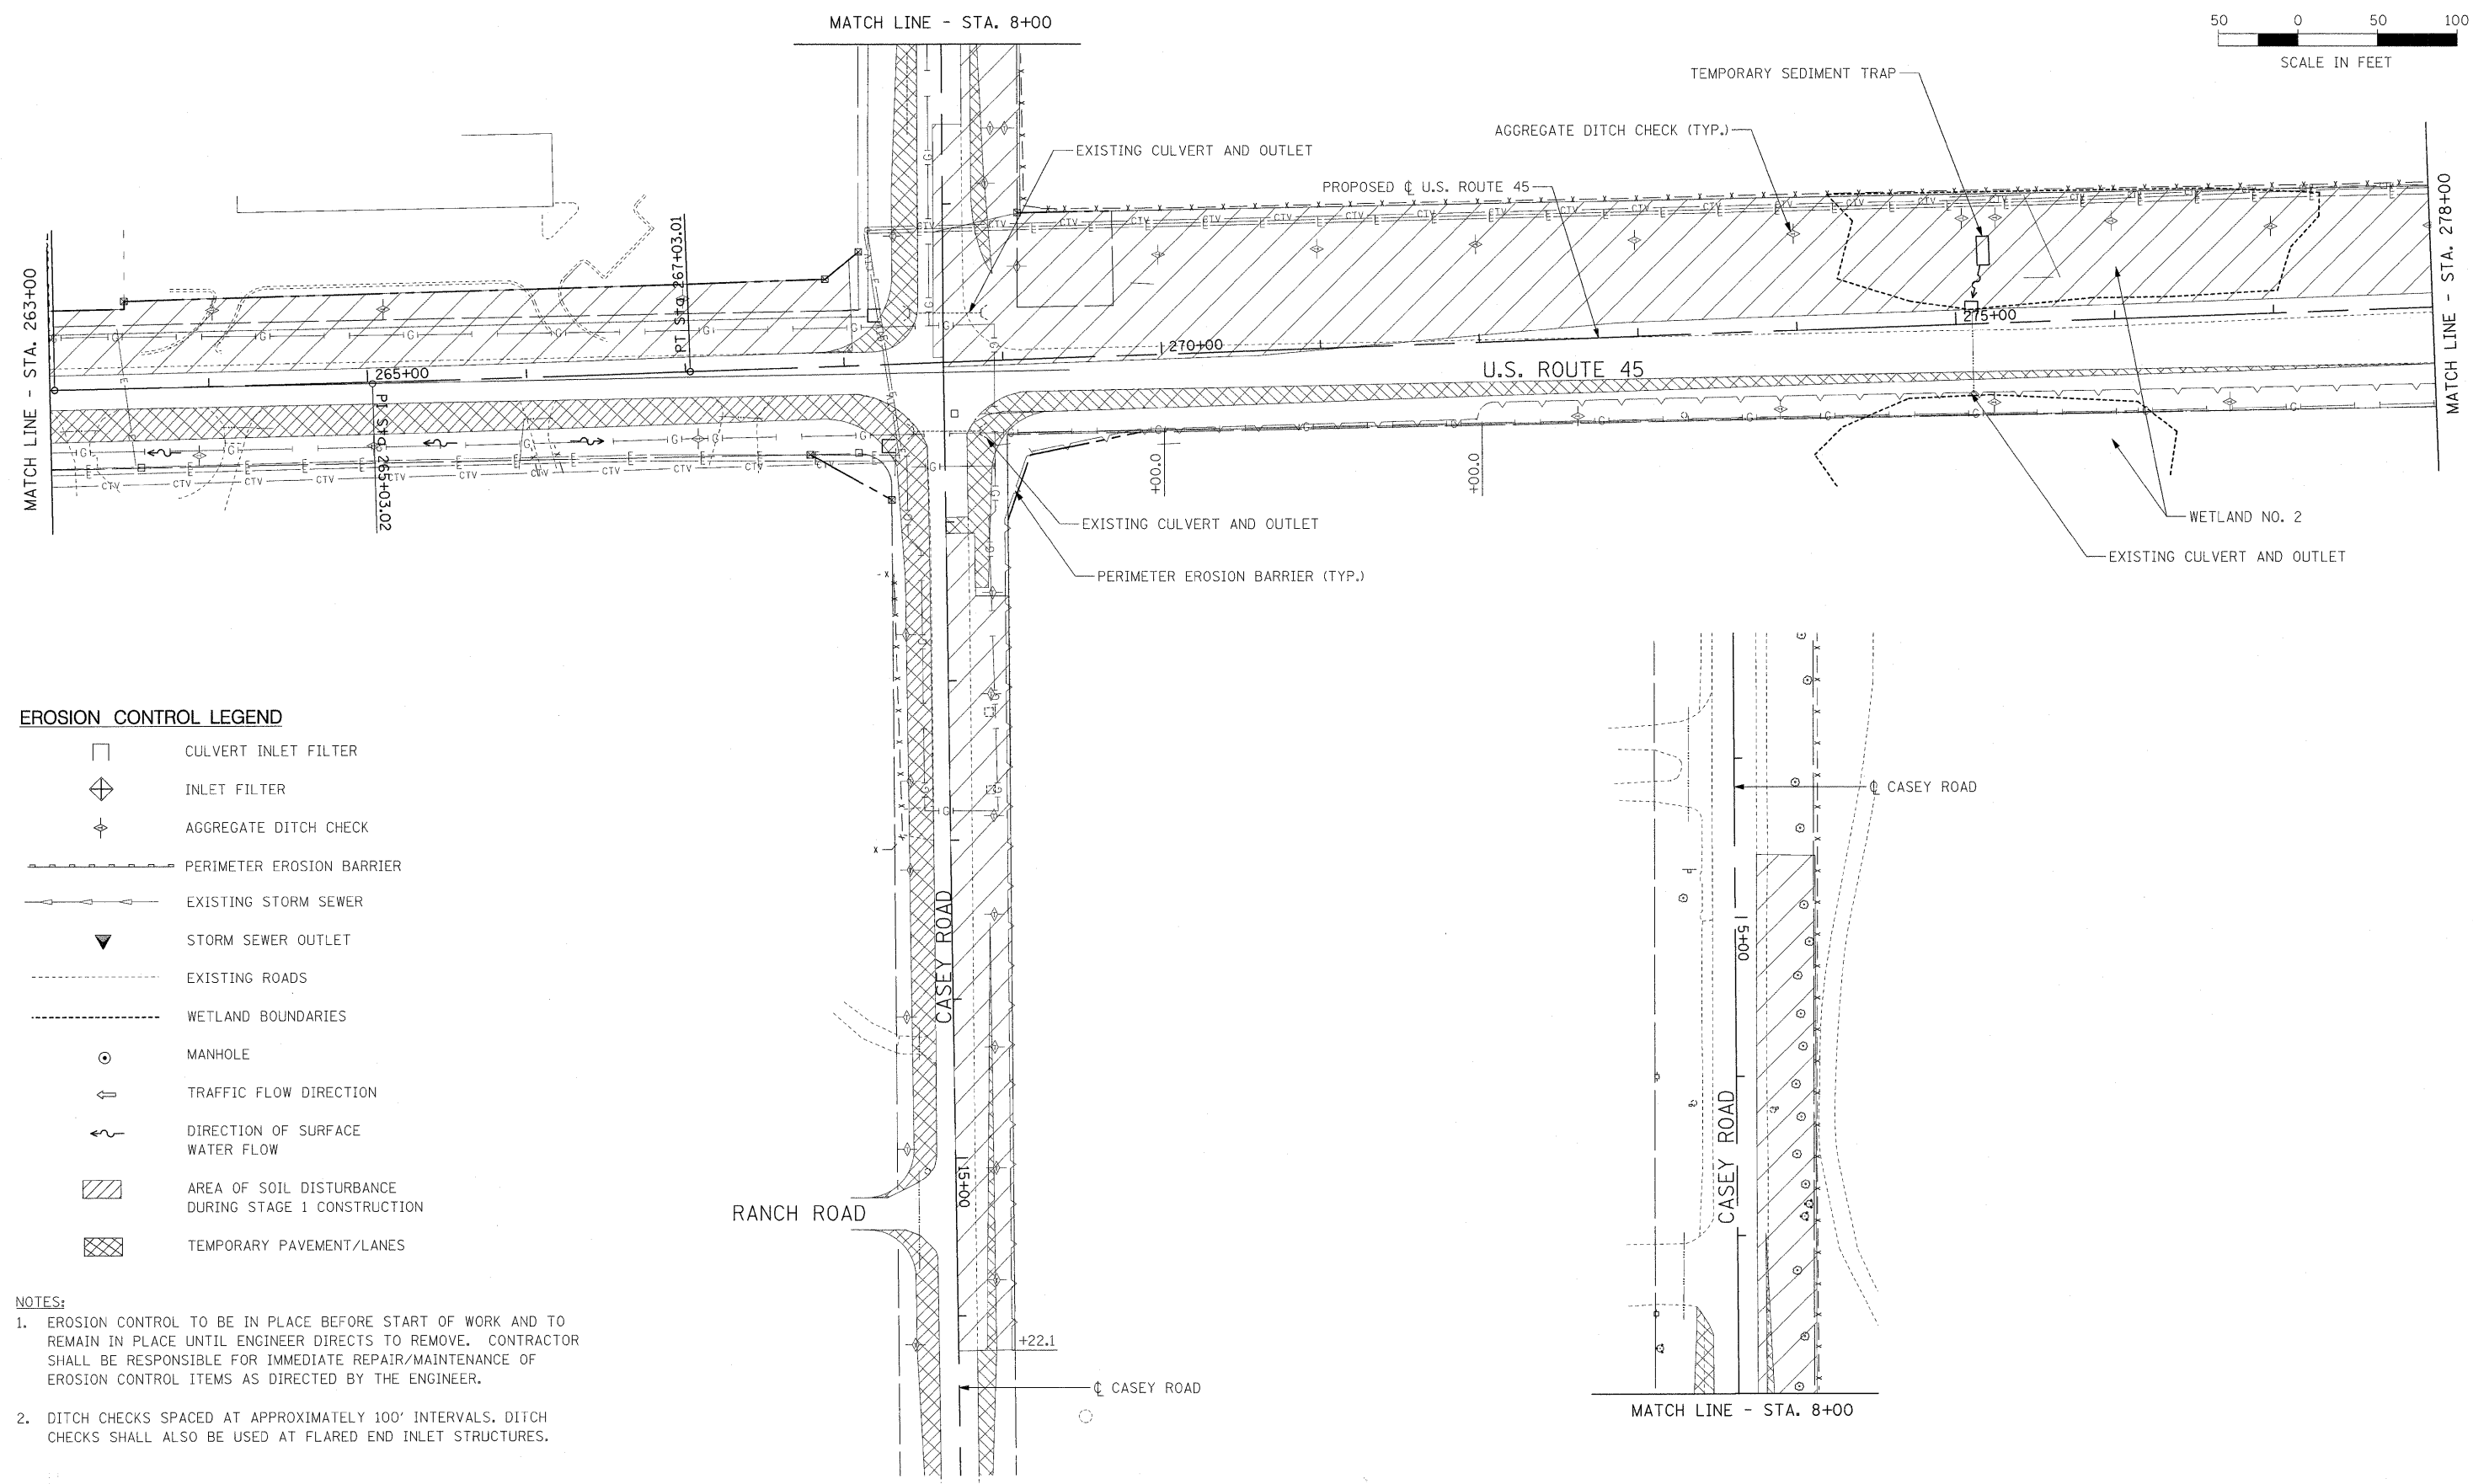 MATCH LINE - STA. 8+00
50 0 50 100
SCALE IN FEET
TEMPORARY SEDIMENT TRAP
AGGREGATE DITCH CHECK (TYP.)
EXISTING CULVERT AND OUTLET
PROPOSED ℄ U.S. ROUTE 45
MATCH LINE - STA. 263+00
PT Sta 267+03.01
MATCH LINE - STA. 278+00
265+00
270+00
275+00
U.S. ROUTE 45
PI Sta 265+03.02
+00.0
+00.0
EXISTING CULVERT AND OUTLET
WETLAND NO. 2
EXISTING CULVERT AND OUTLET
PERIMETER EROSION BARRIER (TYP.)
EROSION CONTROL LEGEND
CULVERT INLET FILTER
INLET FILTER
AGGREGATE DITCH CHECK
PERIMETER EROSION BARRIER
EXISTING STORM SEWER
STORM SEWER OUTLET
EXISTING ROADS
WETLAND BOUNDARIES
MANHOLE
TRAFFIC FLOW DIRECTION
DIRECTION OF SURFACE
WATER FLOW
AREA OF SOIL DISTURBANCE
DURING STAGE 1 CONSTRUCTION
TEMPORARY PAVEMENT/LANES
NOTES:
1. EROSION CONTROL TO BE IN PLACE BEFORE START OF WORK AND TO
REMAIN IN PLACE UNTIL ENGINEER DIRECTS TO REMOVE. CONTRACTOR
SHALL BE RESPONSIBLE FOR IMMEDIATE REPAIR/MAINTENANCE OF
EROSION CONTROL ITEMS AS DIRECTED BY THE ENGINEER.
2. DITCH CHECKS SPACED AT APPROXIMATELY 100' INTERVALS. DITCH
CHECKS SHALL ALSO BE USED AT FLARED END INLET STRUCTURES.
CASEY ROAD
15+00
RANCH ROAD
+22.1
℄ CASEY ROAD
℄ CASEY ROAD
15+00
CASEY ROAD
MATCH LINE - STA. 8+00